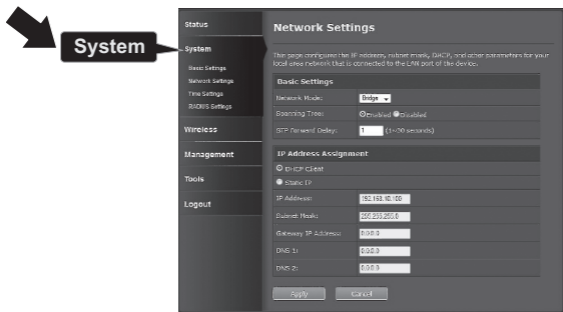 System
Status
System
Basic Settings
Network Settings
Time Settings
RADIUS Settings
Wireless
Management
Tools
Logout
Network Settings
This page configures the IP address, subnet mask, DHCP, and other parameters for your
local area network that is connected to the LAN port of the device.
Basic Settings
Network Mode: Bridge
Spanning Tree: Enabled Disabled
STP Forward Delay: 1 (1~30 seconds)
IP Address Assignment
DHCP Client
Static IP
IP Address: 192.168.10.100
Subnet Mask: 255.255.255.0
Gateway IP Address: 0.0.0.0
DNS 1: 0.0.0.0
DNS 2: 0.0.0.0
Apply Cancel